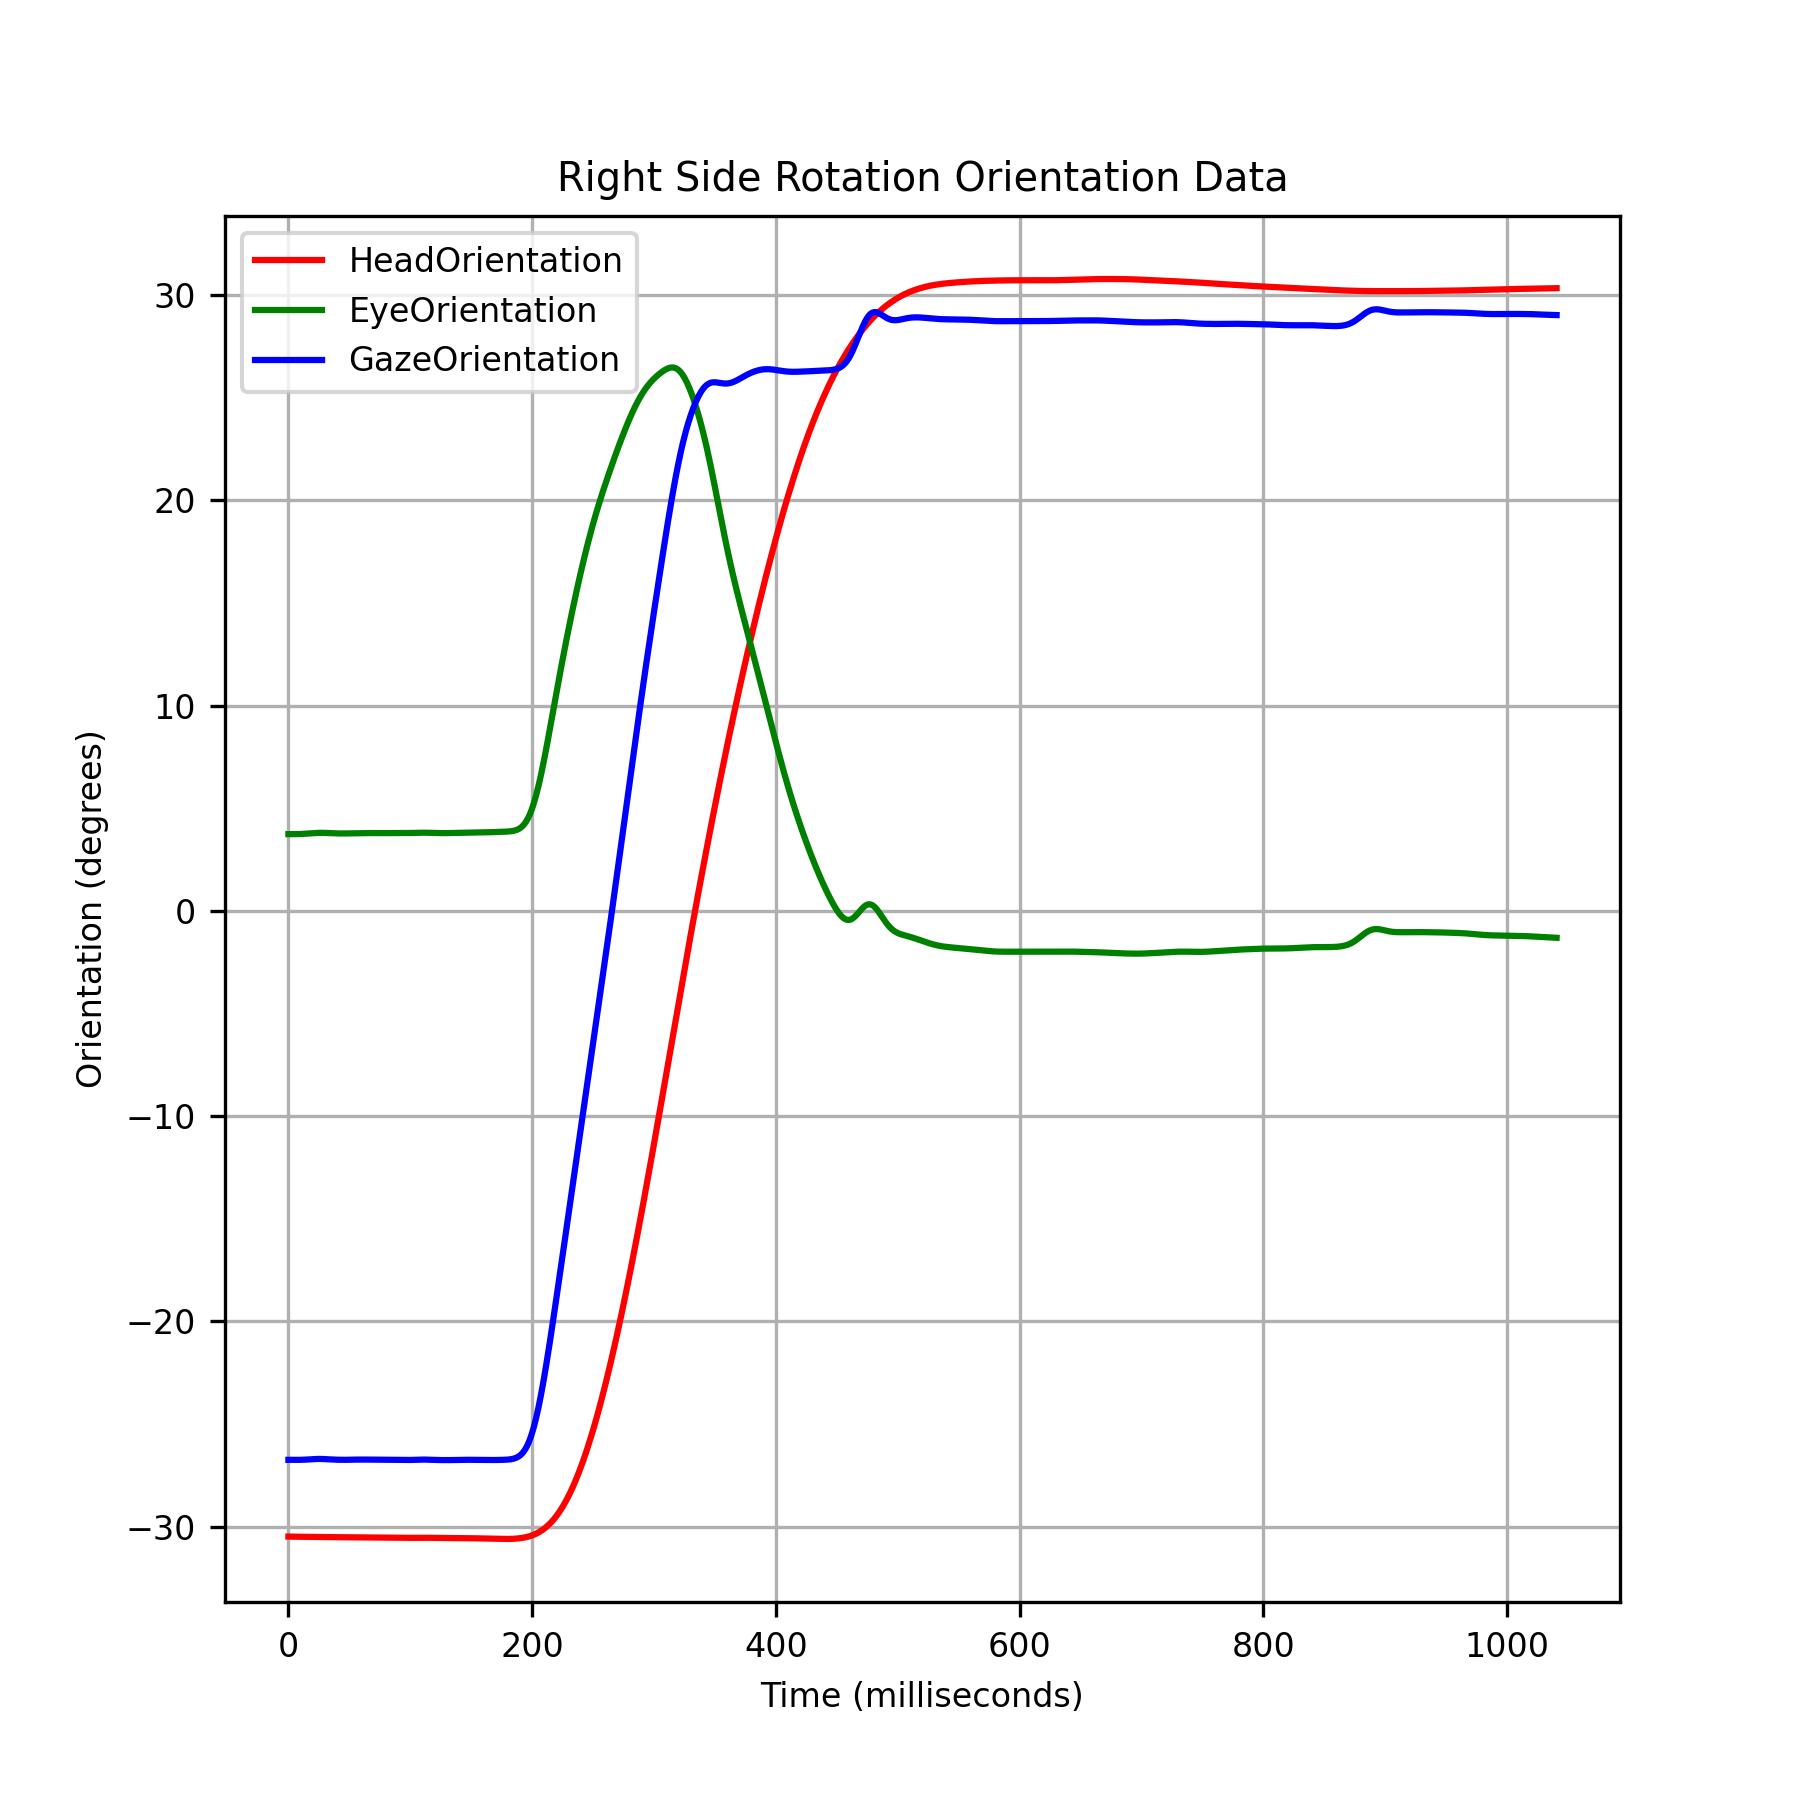 Right Side Rotation Orientation Data
HeadOrientation
EyeOrientation
GazeOrientation
30
20
10
0
−10
−20
−30
Orientation (degrees)
0 200 400 600 800 1000
Time (milliseconds)